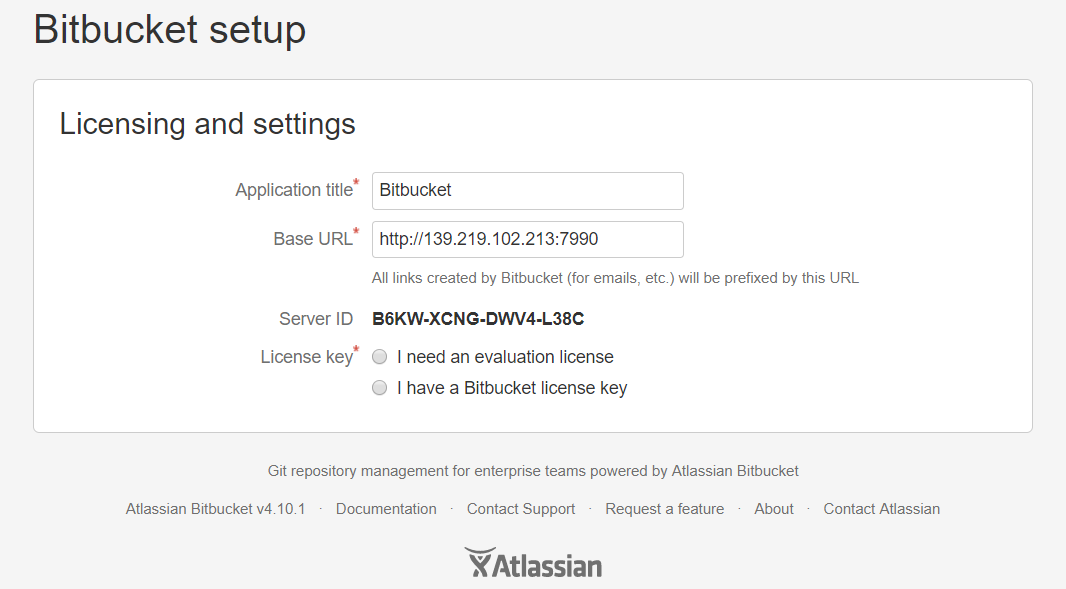 Bitbucket setup
Licensing and settings
Application title* Bitbucket
Base URL* http://139.219.102.213:7990
All links created by Bitbucket (for emails, etc.) will be prefixed by this URL
Server ID B6KW-XCNG-DWV4-L38C
License key* I need an evaluation license
I have a Bitbucket license key
Git repository management for enterprise teams powered by Atlassian Bitbucket
Atlassian Bitbucket v4.10.1 · Documentation · Contact Support · Request a feature · About · Contact Atlassian
Atlassian